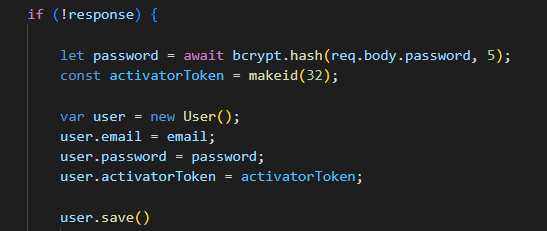 if (!response) {
let password = await bcrypt.hash(req.body.password, 5);
const activatorToken = makeid(32);
var user = new User();
user.email = email;
user.password = password;
user.activatorToken = activatorToken;
user.save()